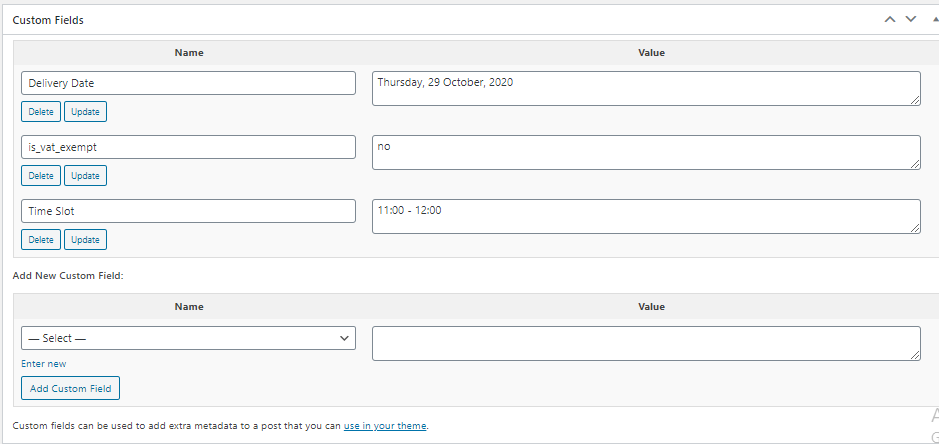 Custom Fields
Name Value
Delivery Date Thursday, 29 October, 2020
Delete Update
is_vat_exempt no
Delete Update
Time Slot 11:00 - 12:00
Delete Update
Add New Custom Field:
Name Value
— Select —
Enter new
Add Custom Field
Custom fields can be used to add extra metadata to a post that you can use in your theme.